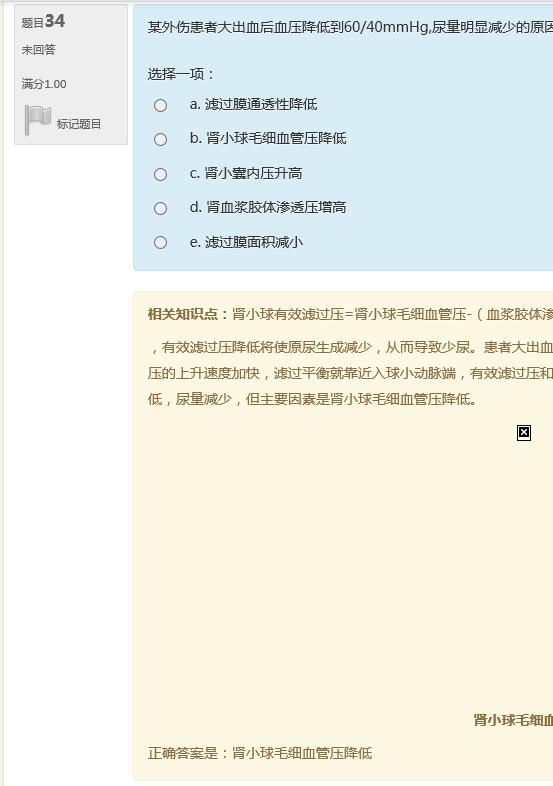 题目34
未回答
满分1.00
标记题目
某外伤患者大出血后血压降低到60/40mmHg,尿量明显减少的原因
选择一项：
a. 滤过膜通透性降低
b. 肾小球毛细血管压降低
c. 肾小囊内压升高
d. 肾血浆胶体渗透压增高
e. 滤过膜面积减小
相关知识点：肾小球有效滤过压=肾小球毛细血管压-（血浆胶体渗
，有效滤过压降低将使原尿生成减少，从而导致少尿。患者大出血
压的上升速度加快，滤过平衡就靠近入球小动脉端，有效滤过压和
低，尿量减少，但主要因素是肾小球毛细血管压降低。
肾小球毛细血
正确答案是：肾小球毛细血管压降低